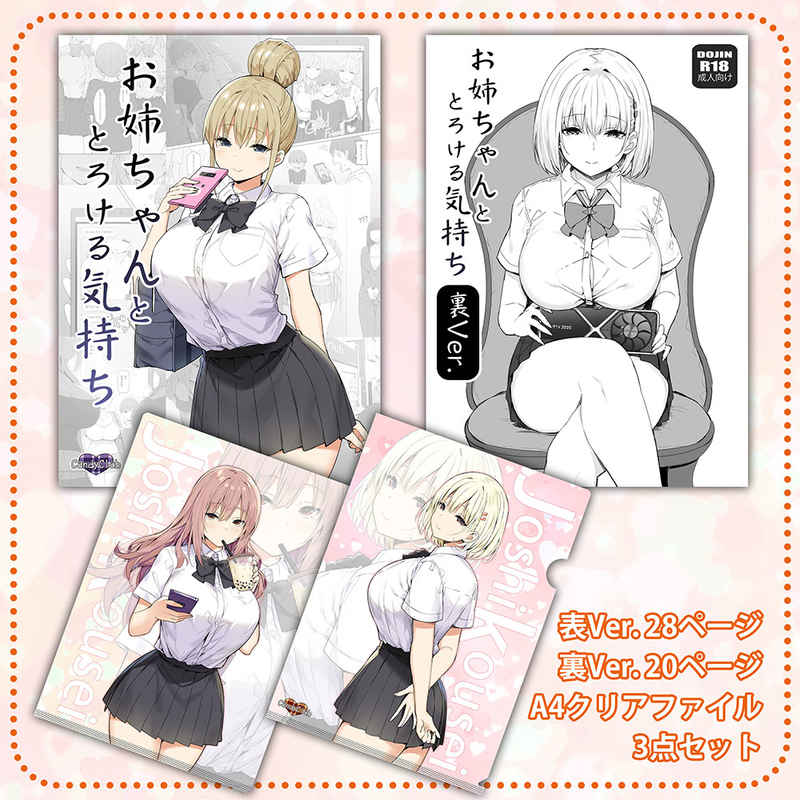 お姉ちゃんと
とろける気持ち
CandyClub
お姉ちゃんと
とろける気持ち
裏Ver.
DOJIN
R18
成人向け
RTX 2020
Joshi Kousei
Joshi Kousei
表Ver. 28ページ
裏Ver. 20ページ
A4クリアファイル
3点セット